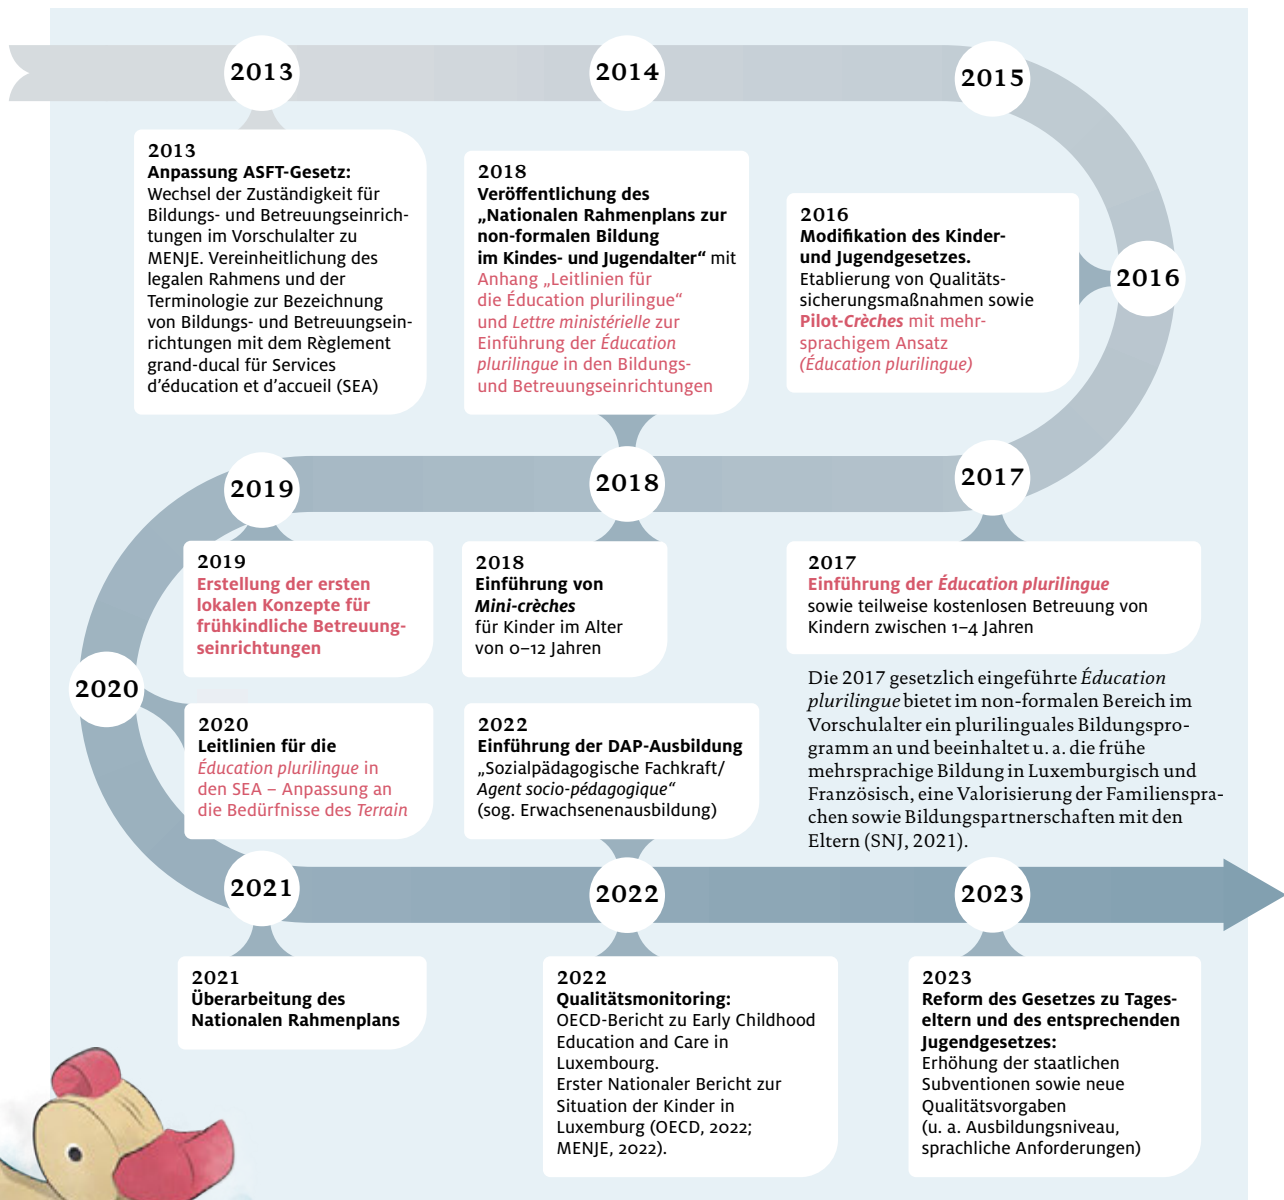 2013
2014
2015
2013
Anpassung ASFT-Gesetz:
Wechsel der Zuständigkeit für
Bildungs- und Betreuungseinrich-
tungen im Vorschulalter zu
MENJE. Vereinheitlichung des
legalen Rahmens und der
Terminologie zur Bezeichnung
von Bildungs- und Betreuungsein-
richtungen mit dem Règlement
grand-ducal für Services
d’éducation et d’accueil (SEA)
2018
Veröffentlichung des
„Nationalen Rahmenplans zur
non-formalen Bildung
im Kindes- und Jugendalter“ mit
Anhang „Leitlinien für
die Éducation plurilingue“
und Lettre ministérielle zur
Einführung der Éducation
plurilingue in den Bildungs-
und Betreuungseinrichtungen
2016
Modifikation des Kinder-
und Jugendgesetzes.
Etablierung von Qualitäts-
sicherungsmaßnahmen sowie
Pilot-Crèches mit mehr-
sprachigem Ansatz
(Éducation plurilingue)
2016
2019
2018
2017
2019
Erstellung der ersten
lokalen Konzepte für
frühkindliche Betreuung-
seinrichtungen
2018
Einführung von
Mini-crèches
für Kinder im Alter
von 0–12 Jahren
2017
Einführung der Éducation plurilingue
sowie teilweise kostenlosen Betreuung von
Kindern zwischen 1–4 Jahren
Die 2017 gesetzlich eingeführte Éducation
plurilingue bietet im non-formalen Bereich im
Vorschulalter ein plurilinguales Bildungspro-
gramm an und beeinhaltet u. a. die frühe
mehrsprachige Bildung in Luxemburgisch und
Französisch, eine Valorisierung der Familienspra-
chen sowie Bildungspartnerschaften mit den
Eltern (SNJ, 2021).
2020
2020
Leitlinien für die
Éducation plurilingue in
den SEA – Anpassung an
die Bedürfnisse des Terrain
2022
Einführung der DAP-Ausbildung
„Sozialpädagogische Fachkraft/
Agent socio-pédagogique“
(sog. Erwachsenenausbildung)
2021
2022
2023
2021
Überarbeitung des
Nationalen Rahmenplans
2022
Qualitätsmonitoring:
OECD-Bericht zu Early Childhood
Education and Care in
Luxembourg.
Erster Nationaler Bericht zur
Situation der Kinder in
Luxemburg (OECD, 2022;
MENJE, 2022).
2023
Reform des Gesetzes zu Tages-
eltern und des entsprechenden
Jugendgesetzes:
Erhöhung der staatlichen
Subventionen sowie neue
Qualitätsvorgaben
(u. a. Ausbildungsniveau,
sprachliche Anforderungen)